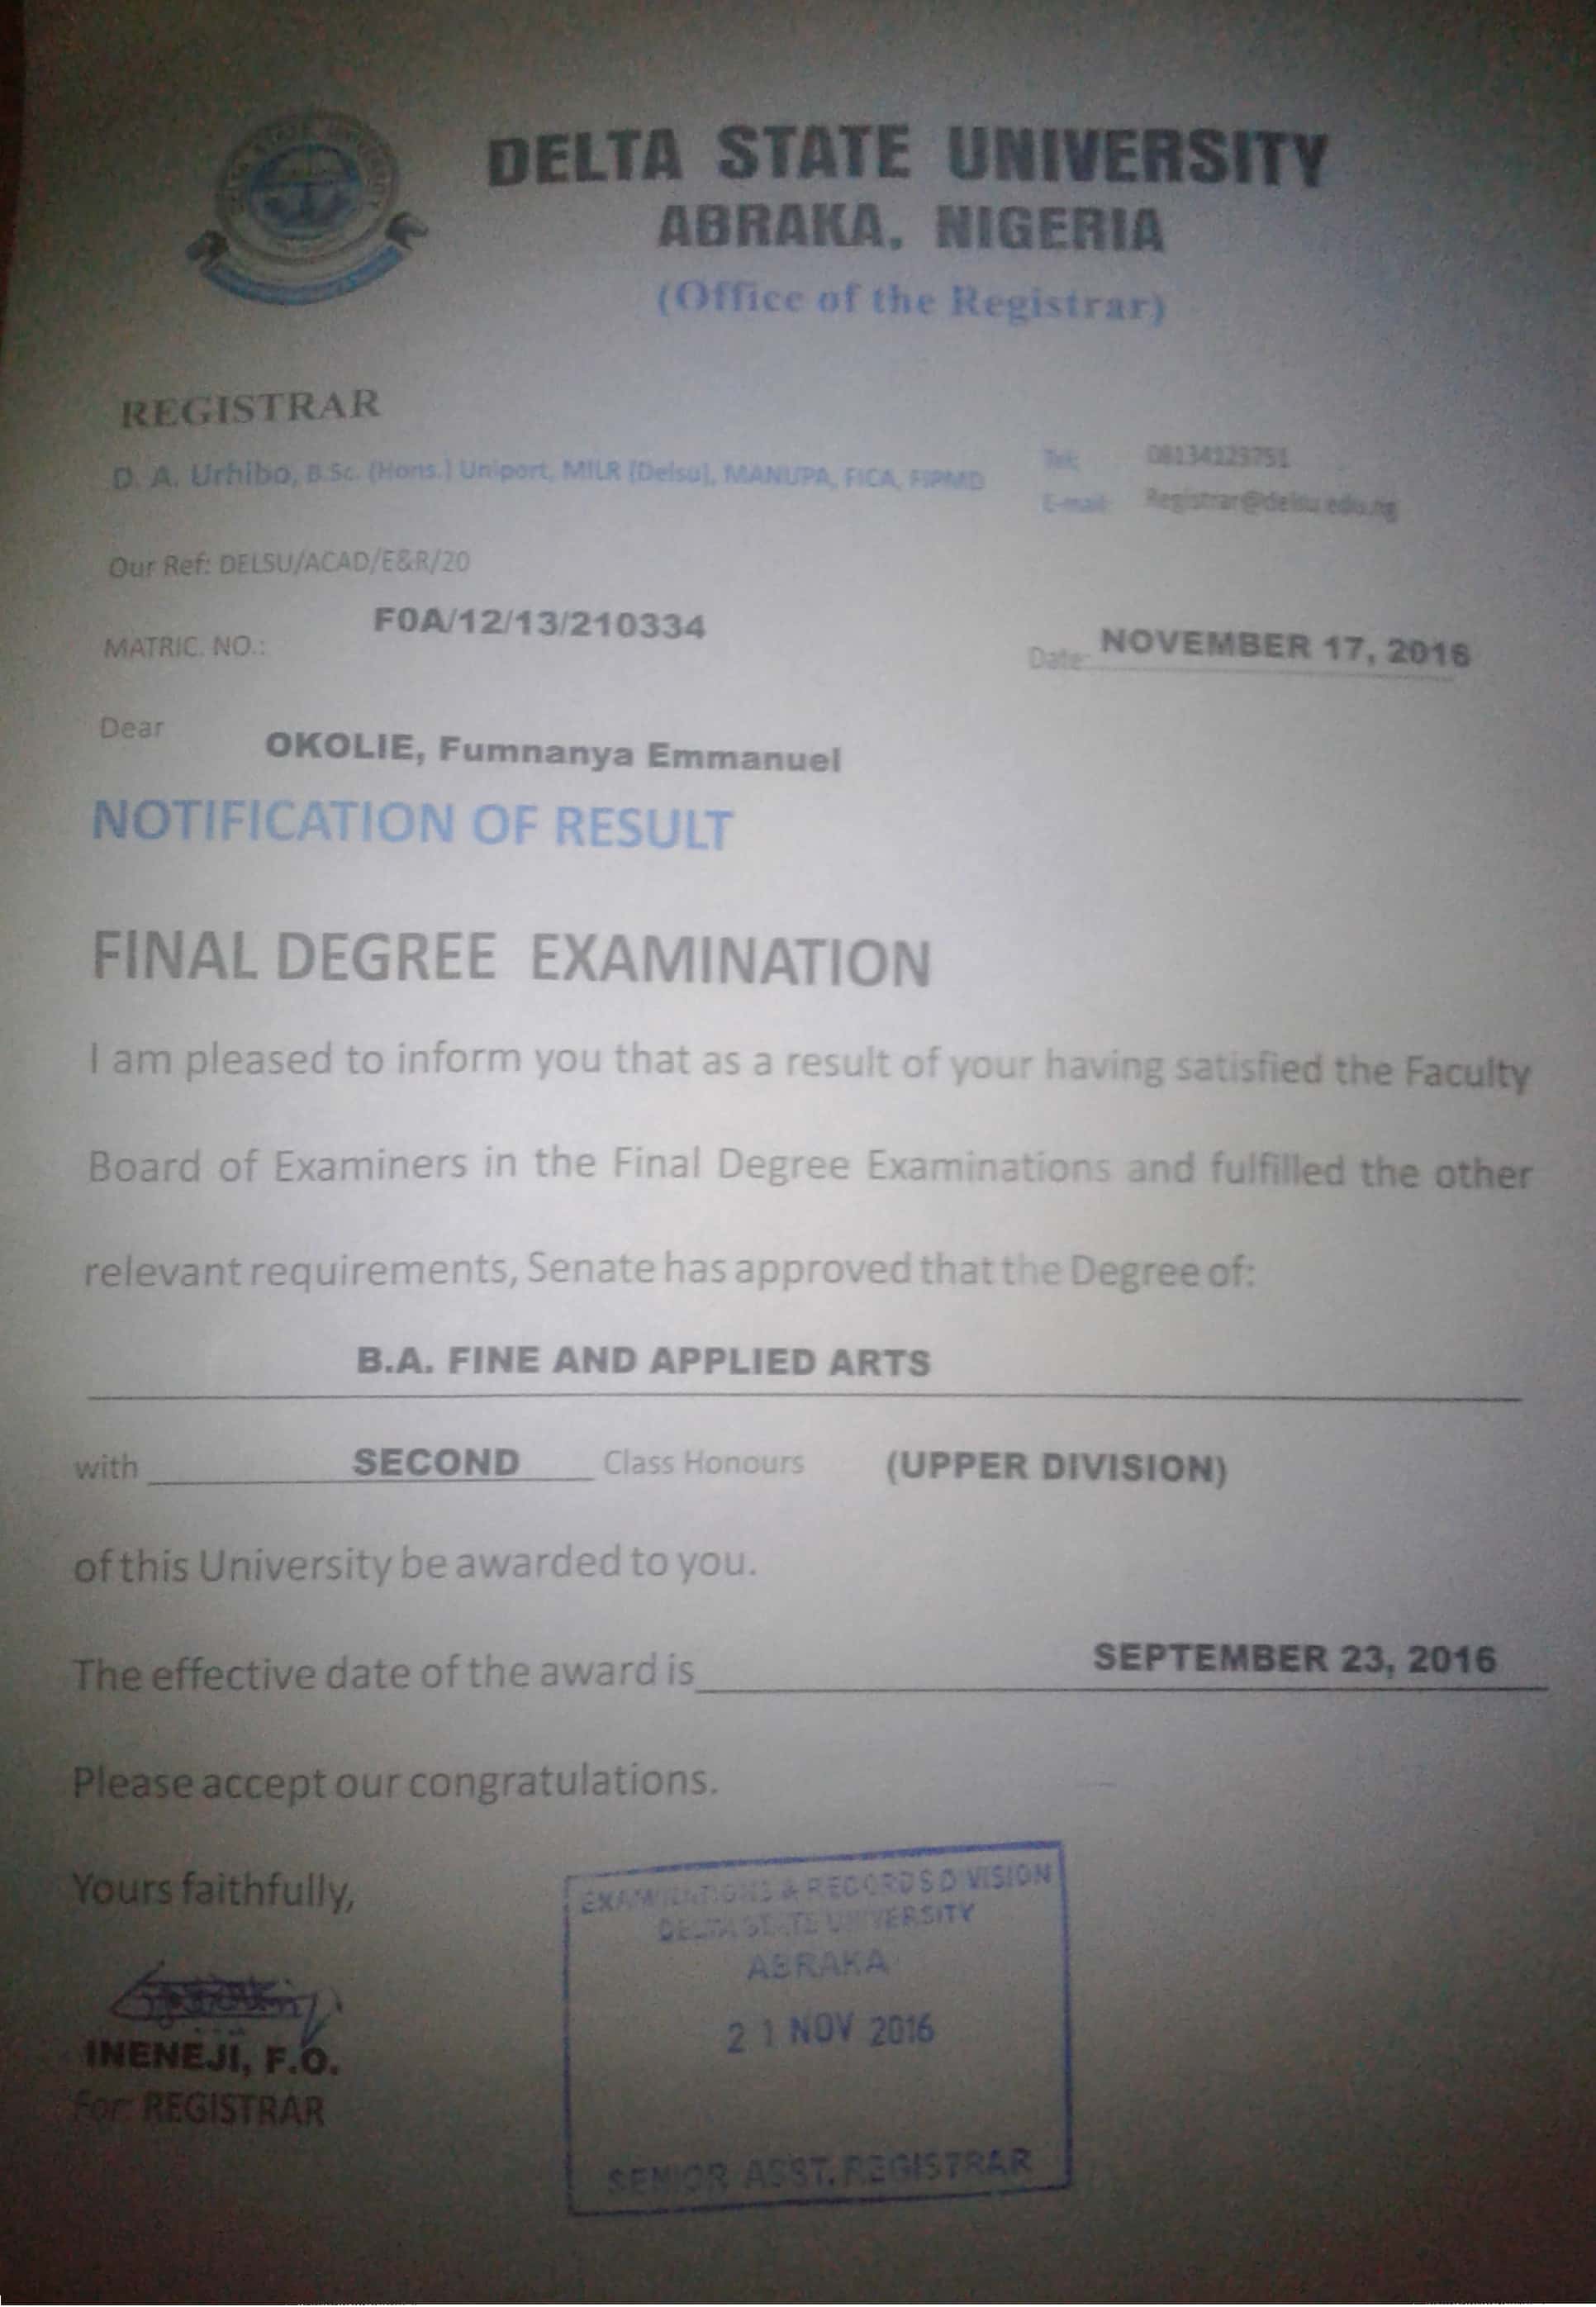 DELTA STATE UNIVERSITY
ABRAKA, NIGERIA
(Office of the Registrar)
REGISTRAR
D. A. Urhibo, B.Sc. (Hons.) Uniport, MILR (Delsu), MANUPA, FICA, FIPMD
Tel: 08134123751
E-mail: Registrar@delsu.edu.ng
Our Ref: DELSU/ACAD/E&R/20
MATRIC. NO.: F0A/12/13/210334
Date: NOVEMBER 17, 2016
Dear OKOLIE, Fumnanya Emmanuel
NOTIFICATION OF RESULT
FINAL DEGREE EXAMINATION
I am pleased to inform you that as a result of your having satisfied the Faculty
Board of Examiners in the Final Degree Examinations and fulfilled the other
relevant requirements, Senate has approved that the Degree of:
B.A. FINE AND APPLIED ARTS
with SECOND Class Honours (UPPER DIVISION)
of this University be awarded to you.
The effective date of the award is SEPTEMBER 23, 2016
Please accept our congratulations.
Yours faithfully,
INENEJI, F.O.
For: REGISTRAR
EXAMINATIONS & RECORDS DIVISION
DELTA STATE UNIVERSITY
ABRAKA
21 NOV 2016
SENIOR ASST. REGISTRAR